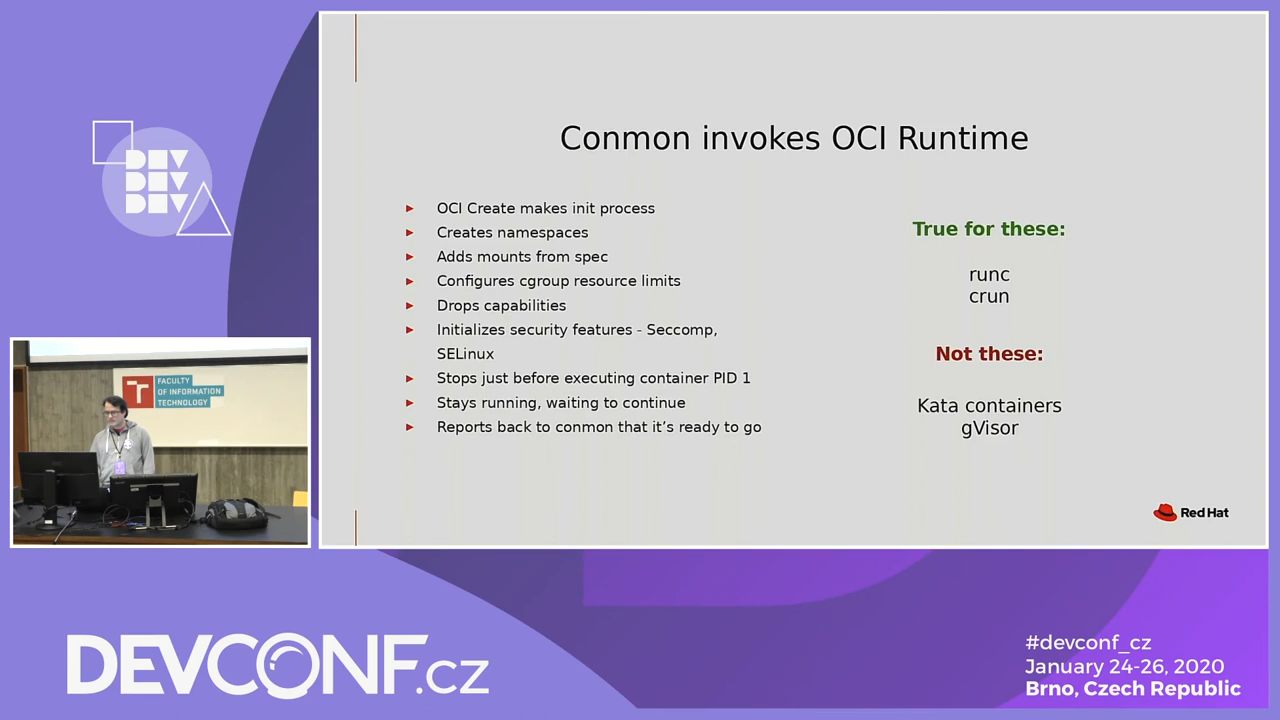 DEV
DEV
DEV
Conmon invokes OCI Runtime
OCI Create makes init process
Creates namespaces
Adds mounts from spec
Configures cgroup resource limits
Drops capabilities
Initializes security features - Seccomp,
SELinux
Stops just before executing container PID 1
Stays running, waiting to continue
Reports back to conmon that it’s ready to go
True for these:
runc
crun
Not these:
Kata containers
gVisor
Red Hat
T
FACULTY
OF INFORMATION
TECHNOLOGY
DEVCONF.cz
#devconf_cz
January 24-26, 2020
Brno, Czech Republic